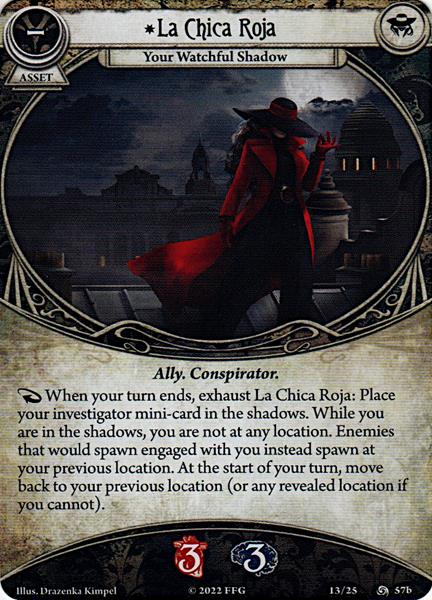 *La Chica Roja
Your Watchful Shadow
ASSET
Ally. Conspirator.
When your turn ends, exhaust La Chica Roja: Place
your investigator mini-card in the shadows. While you
are in the shadows, you are not at any location. Enemies
that would spawn engaged with you instead spawn at
your previous location. At the start of your turn, move
back to your previous location (or any revealed location if
you cannot).
3 3
Illus. Drazenka Kimpel © 2022 FFG 13/25 57b